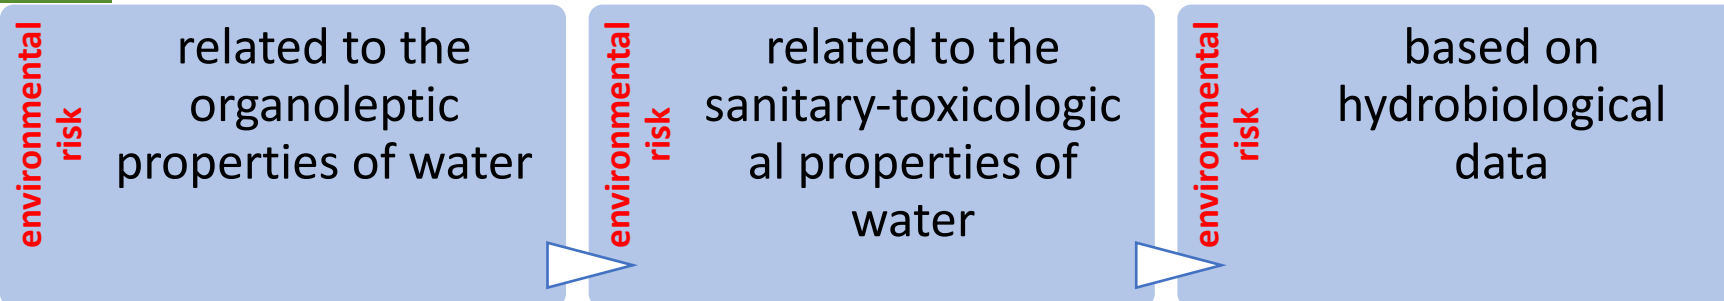 environmental
risk
related to the
organoleptic
properties of water
environmental
risk
related to the
sanitary-toxicologic
al properties of
water
environmental
risk
based on
hydrobiological
data